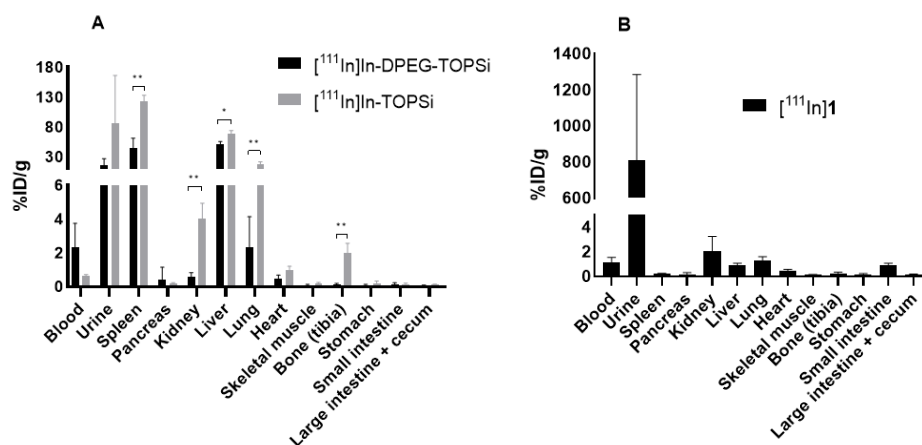 A
180
130
80
30
6
4
2
0
%ID/g
[¹¹¹In]In-DPEG-TOPSi
[¹¹¹In]In-TOPSi
**
**
*
**
**
Blood
Urine
Spleen
Pancreas
Kidney
Liver
Lung
Heart
Skeletal muscle
Bone (tibia)
Stomach
Small intestine
Large intestine + cecum
B
1400
1200
1000
800
600
4
2
0
%ID/g
[¹¹¹In]1
Blood
Urine
Spleen
Pancreas
Kidney
Liver
Lung
Heart
Skeletal muscle
Bone (tibia)
Stomach
Small intestine
Large intestine + cecum